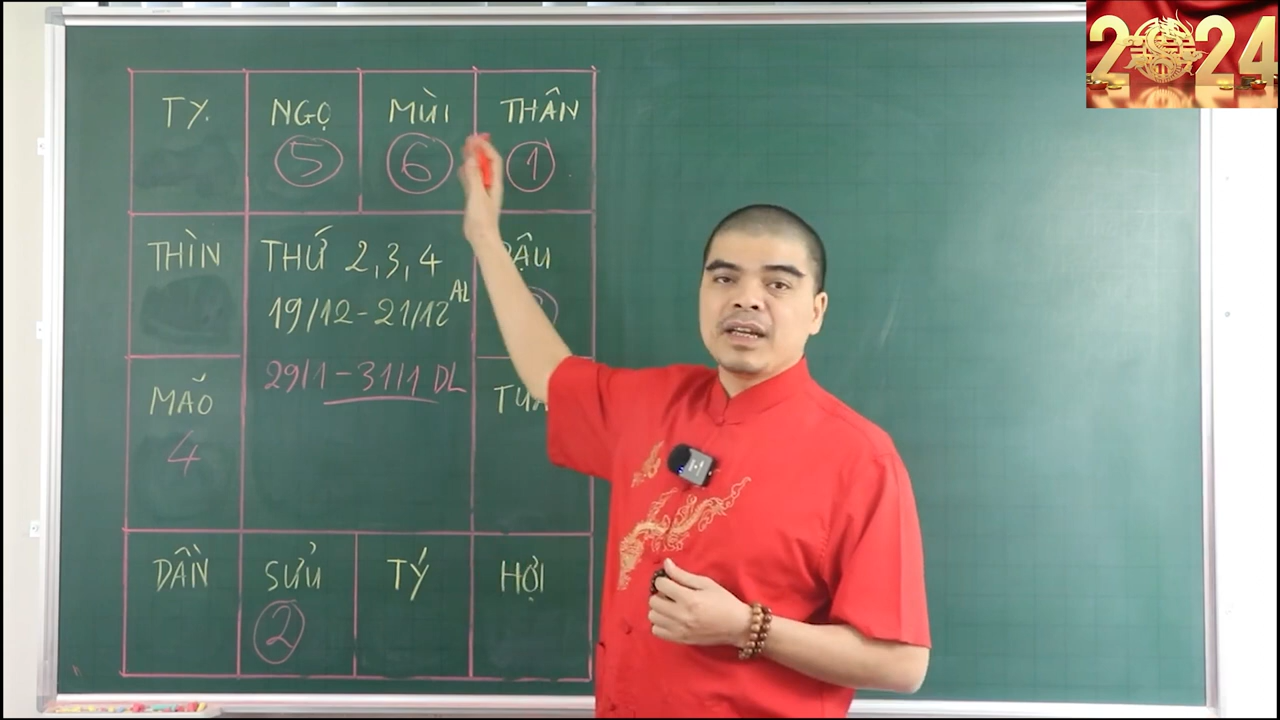 2024
TỴ
NGỌ
MÙI
THÂN
5
6
1
THÌN
THỨ 2, 3, 4
19/12 - 21/12 AL
29/1 - 31/1 DL
MÃO
4
DẦN
SỬU
TÝ
HỢI
2